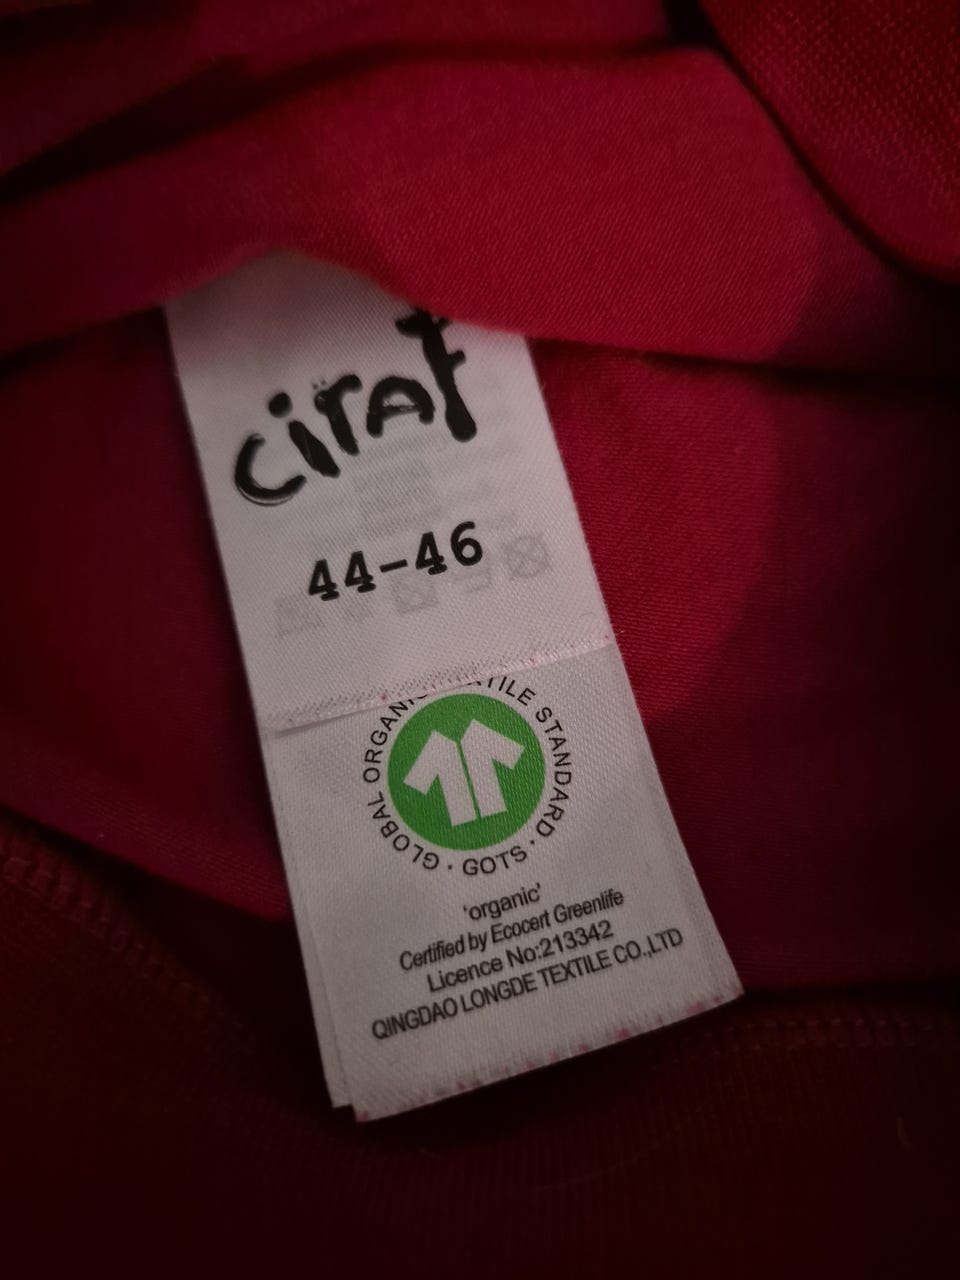 ciraf
44-46
GLOBAL ORGANIC TEXTILE STANDARD · GOTS ·
'organic'
Certified by Ecocert Greenlife
Licence No:213342
QINGDAO LONGDE TEXTILE CO.,LTD